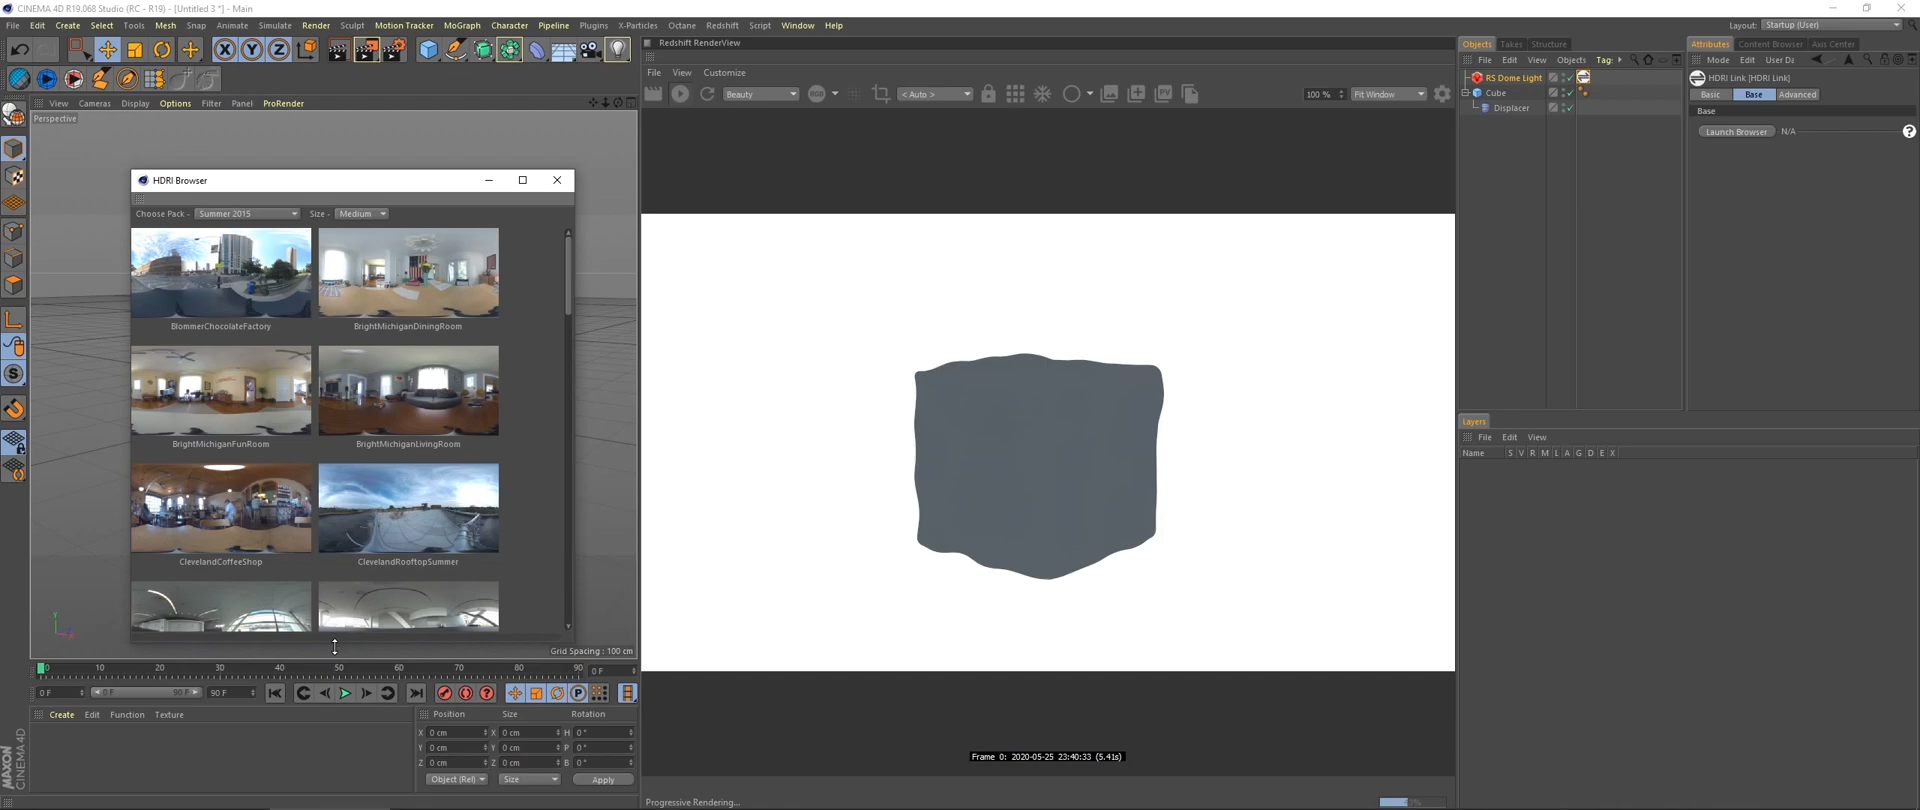 CINEMA 4D R19.068 Studio (RC - R19) - [Untitled 3 *] - Main
File Edit Create Select Tools Mesh Snap Animate Simulate Render Sculpt Motion Tracker MoGraph Character Pipeline Plugins X-Particles Octane Redshift Script Window Help
Layout: Startup (User)
Redshift RenderView
File View Customize
Beauty RGB < Auto > PV 100 % Fit Window
X Y Z
View Cameras Display Options Filter Panel ProRender
Perspective
HDRI Browser
Choose Pack - Summer 2015 Size - Medium
BlommerChocolateFactory BrightMichiganDiningRoom
BrightMichiganFunRoom BrightMichiganLivingRoom
ClevelandCoffeeShop ClevelandRooftopSummer
Y
Grid Spacing : 100 cm
0 10 20 30 40 50 60 70 80 90 0 F
0 F 0 F 90 F 90 F
P
Create Edit Function Texture
Position Size Rotation
X 0 cm X 0 cm H 0 °
Y 0 cm Y 0 cm P 0 °
Z 0 cm Z 0 cm B 0 °
Object (Rel) Size Apply
MAXON
CINEMA 4D
Frame 0: 2020-05-25 23:40:33 (5.41s)
Progressive Rendering...
Objects Takes Structure
File Edit View Objects Tags
RS Dome Light
Cube
Displacer
Attributes Content Browser Axis Center
Mode Edit User Da
HDRI Link [HDRI Link]
Basic Base Advanced
Base
Launch Browser N/A ?
Layers
File Edit View
Name S V R M L A G D E X